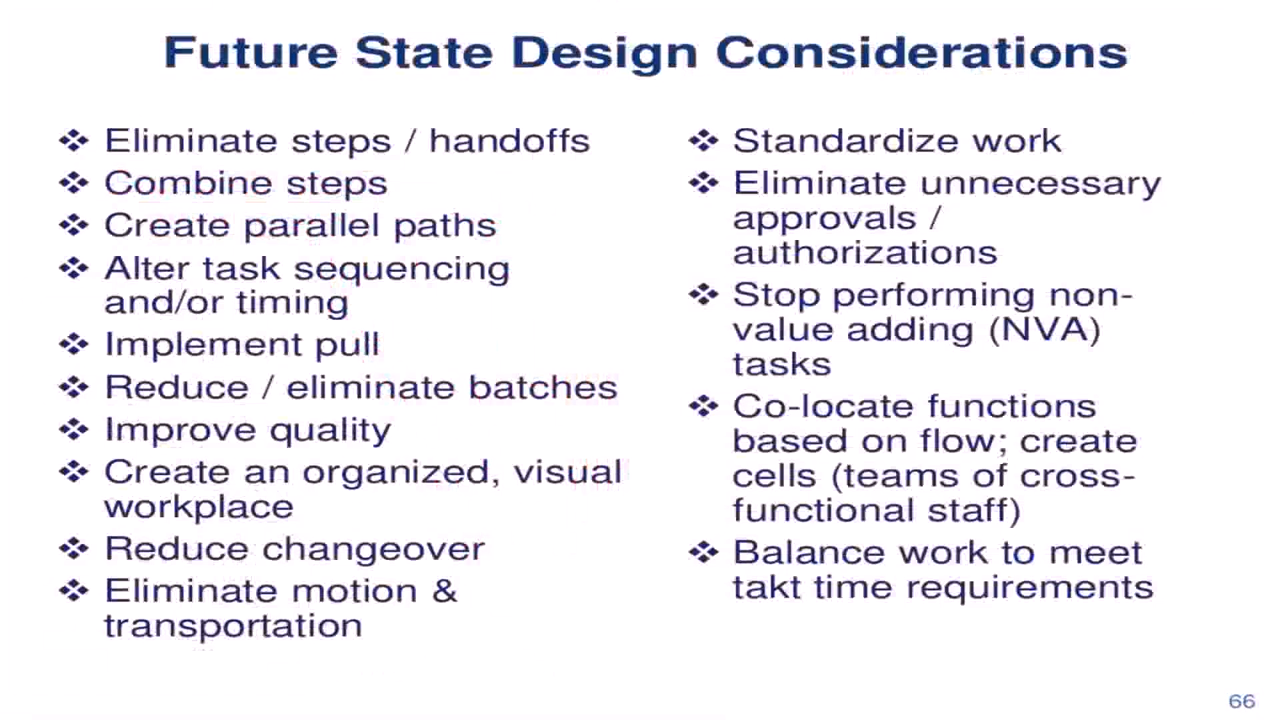 Future State Design Considerations
❖ Eliminate steps / handoffs
❖ Combine steps
❖ Create parallel paths
❖ Alter task sequencing
and/or timing
❖ Implement pull
❖ Reduce / eliminate batches
❖ Improve quality
❖ Create an organized, visual
workplace
❖ Reduce changeover
❖ Eliminate motion &
transportation
❖ Standardize work
❖ Eliminate unnecessary
approvals /
authorizations
❖ Stop performing non-
value adding (NVA)
tasks
❖ Co-locate functions
based on flow; create
cells (teams of cross-
functional staff)
❖ Balance work to meet
takt time requirements
66